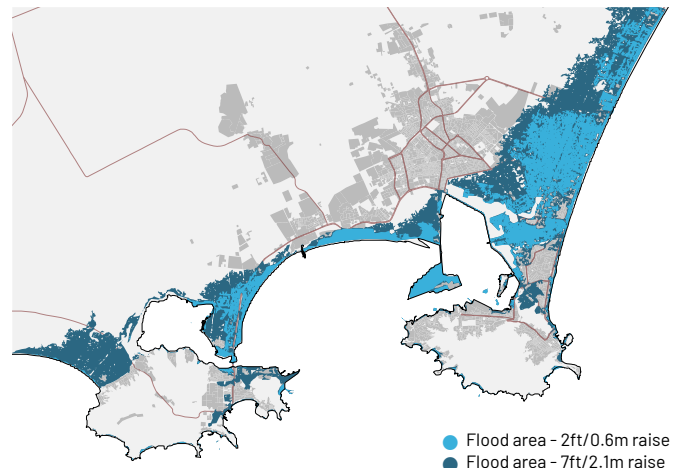 Flood area - 2ft/0.6m raise
Flood area - 7ft/2.1m raise